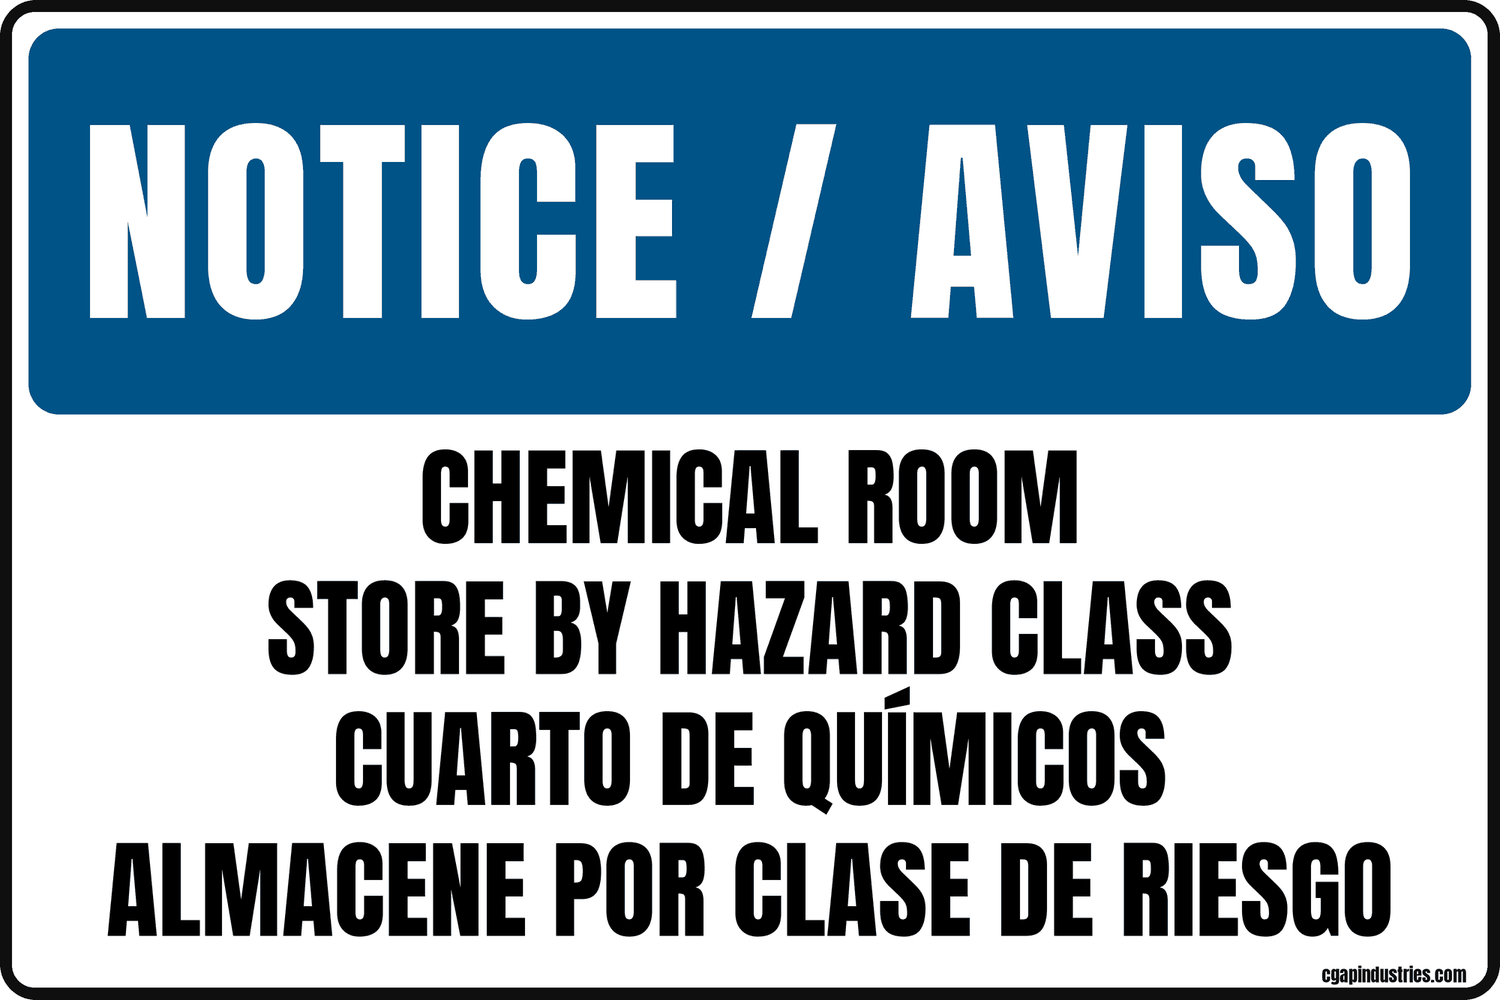 NOTICE / AVISO
CHEMICAL ROOM
STORE BY HAZARD CLASS
CUARTO DE QUÍMICOS
ALMACENE POR CLASE DE RIESGO
cgapindustries.com